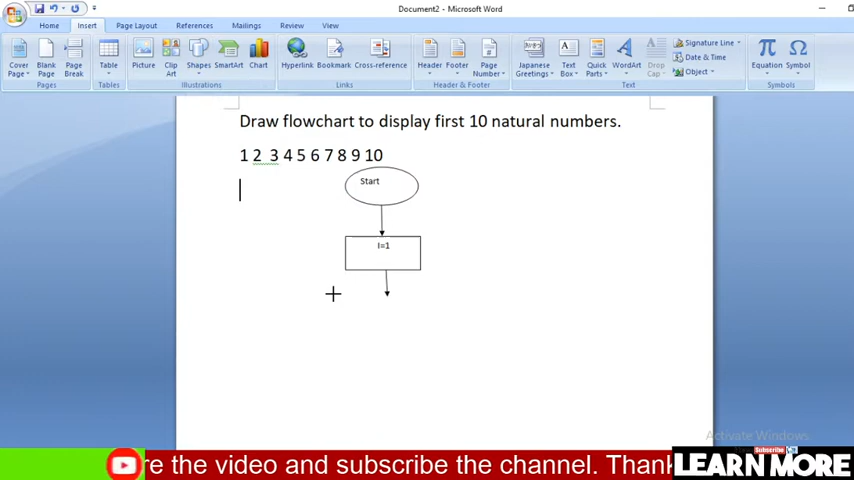 Document2 - Microsoft Word
Home Insert Page Layout References Mailings Review View
Cover Page Blank Page Page Break Table Picture Clip Art Shapes SmartArt Chart Hyperlink Bookmark Cross-reference Header Footer Page Number Japanese Greetings Text Box Quick Parts WordArt Drop Cap Signature Line Date & Time Object Equation Symbol
Pages Tables Illustrations Links Header & Footer Text Symbols
Draw flowchart to display first 10 natural numbers.
1 2 3 4 5 6 7 8 9 10
Start
I=1
Activate Windows
Subscribe
re the video and subscribe the channel. Thank
LEARN MORE